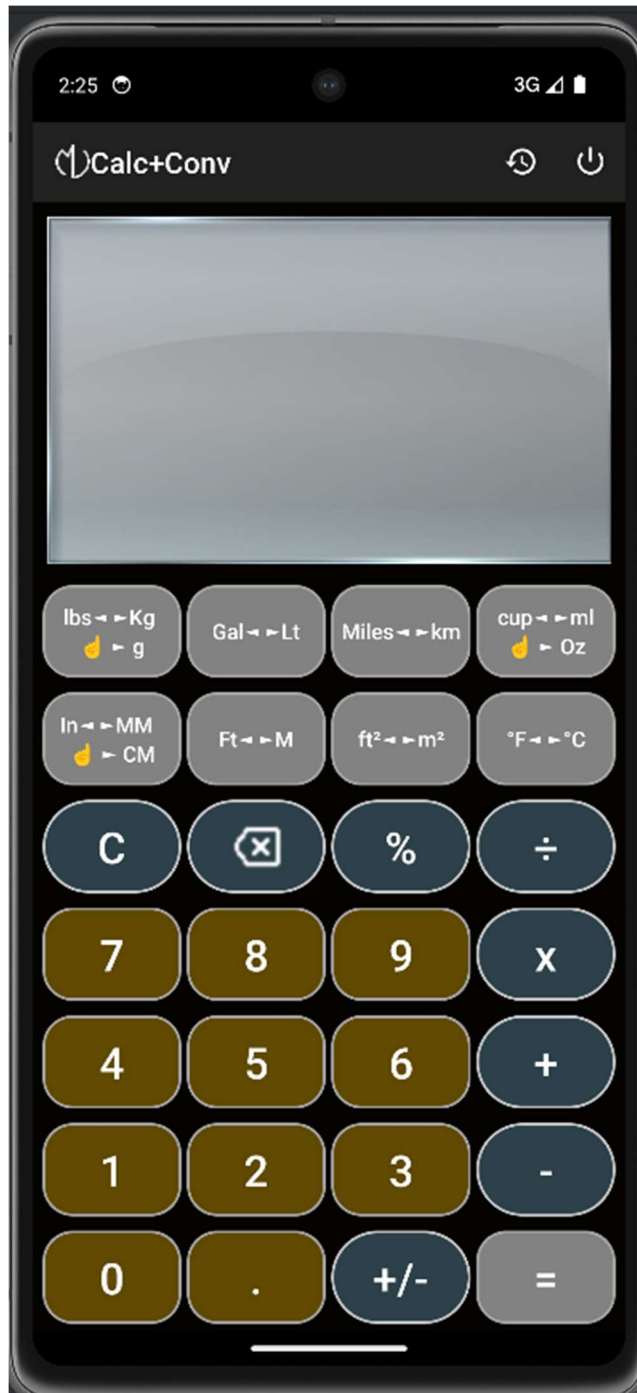 2:25 3G
Calc+Conv
lbs◄ ►Kg
☝ ► g
Gal◄ ►Lt
Miles◄ ►km
cup◄ ►ml
☝ ► Oz
In◄ ►MM
☝ ► CM
Ft◄ ►M
ft²◄ ►m²
°F◄ ►°C
C % ÷
7 8 9 x
4 5 6 +
1 2 3 -
0 . +/- =